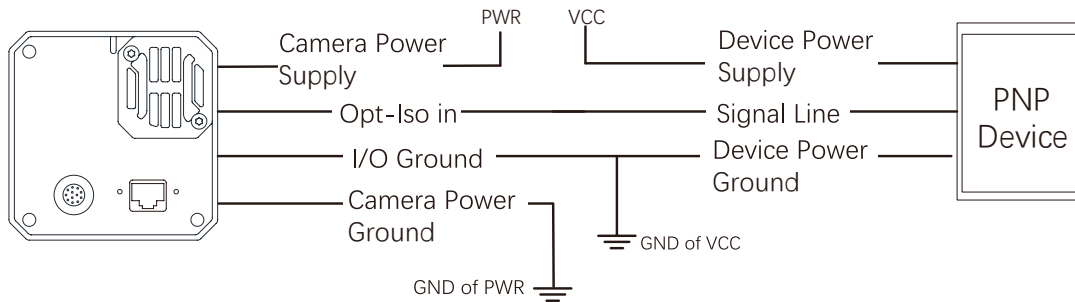 PWR
VCC
Camera Power
Supply
Device Power
Supply
Opt-Iso in
Signal Line
PNP
Device
I/O Ground
Device Power
Ground
Camera Power
Ground
GND of VCC
GND of PWR